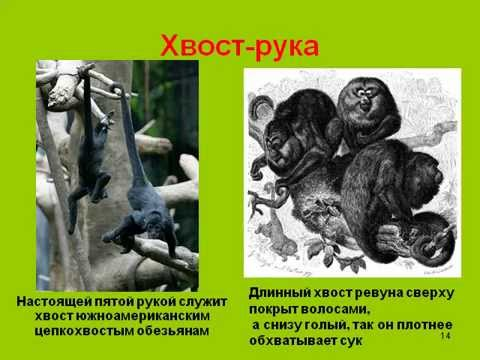 Хвост-рука
Настоящей пятой рукой служит
хвост южноамериканским
цепкохвостым обезьянам
Длинный хвост ревуна сверху
покрыт волосами,
а снизу голый, так он плотнее
обхватывает сук
14